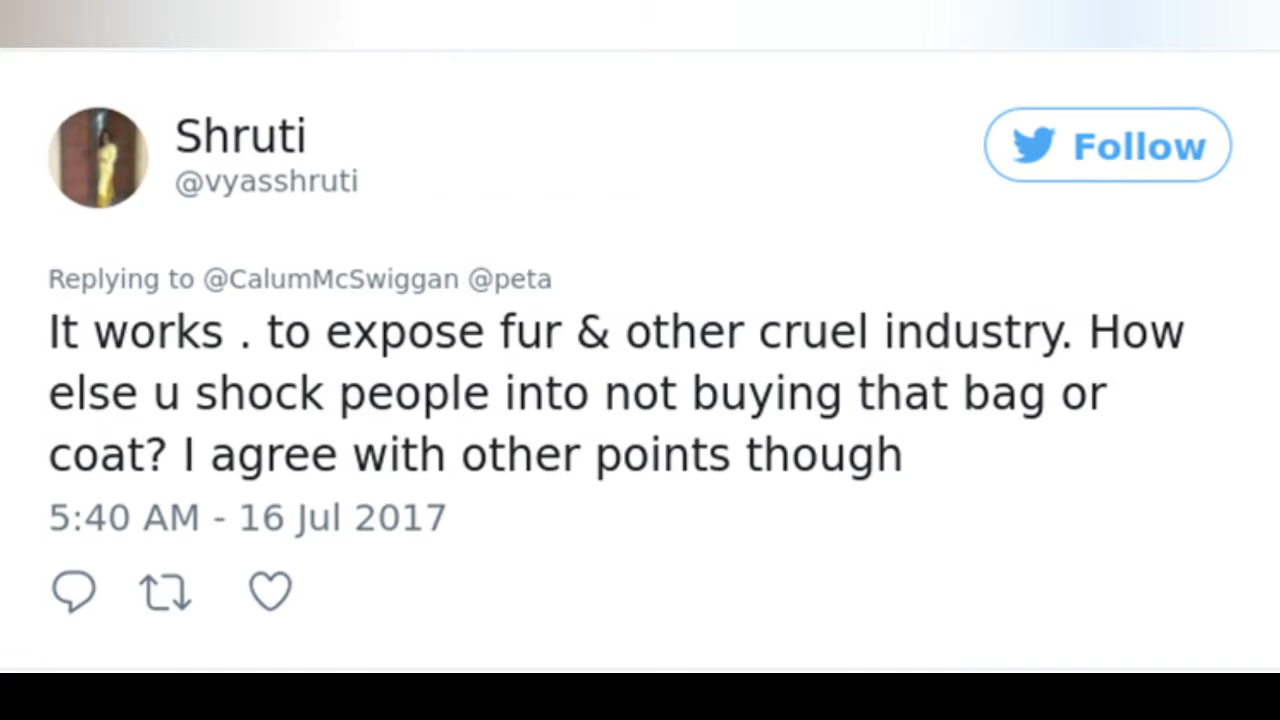 Shruti
@vyasshruti
Follow
Replying to @CalumMcSwiggan @peta
It works . to expose fur & other cruel industry. How
else u shock people into not buying that bag or
coat? I agree with other points though
5:40 AM - 16 Jul 2017